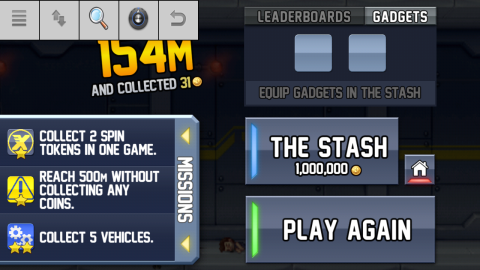 LEADERBOARDS GADGETS
154M
AND COLLECTED 31
EQUIP GADGETS IN THE STASH
COLLECT 2 SPIN
TOKENS IN ONE GAME.
REACH 500M WITHOUT
COLLECTING ANY
COINS.
COLLECT 5 VEHICLES.
MISSIONS
THE STASH
1,000,000
PLAY AGAIN